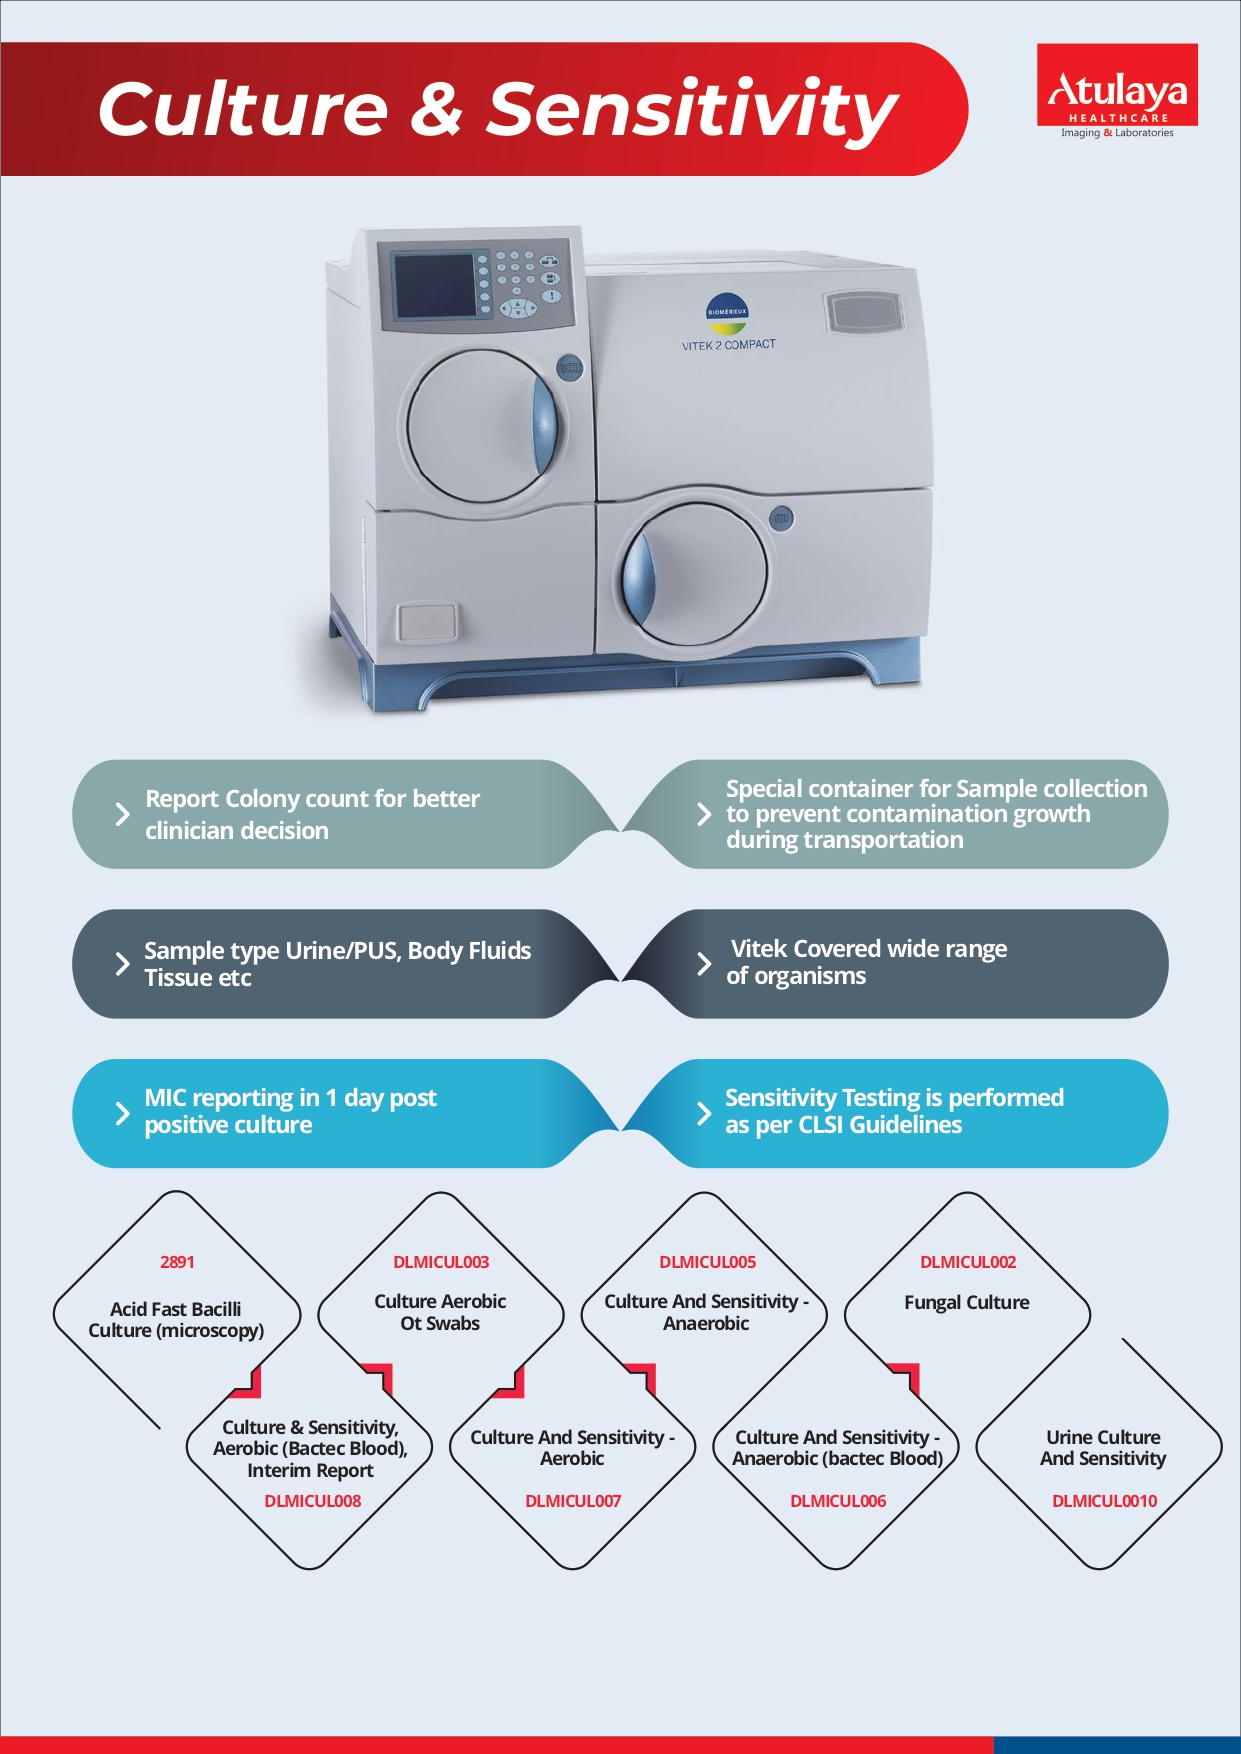 Culture & Sensitivity
Atulaya
HEALTHCARE
Imaging & Laboratories
BIOMÉRIEUX
VITEK 2 COMPACT
Report Colony count for better
clinician decision
Special container for Sample collection
to prevent contamination growth
during transportation
Sample type Urine/PUS, Body Fluids
Tissue etc
Vitek Covered wide range
of organisms
MIC reporting in 1 day post
positive culture
Sensitivity Testing is performed
as per CLSI Guidelines
2891
Acid Fast Bacilli
Culture (microscopy)
DLMICUL003
Culture Aerobic
Ot Swabs
DLMICUL005
Culture And Sensitivity -
Anaerobic
DLMICUL002
Fungal Culture
Culture & Sensitivity,
Aerobic (Bactec Blood),
Interim Report
DLMICUL008
Culture And Sensitivity -
Aerobic
DLMICUL007
Culture And Sensitivity -
Anaerobic (bactec Blood)
DLMICUL006
Urine Culture
And Sensitivity
DLMICUL0010